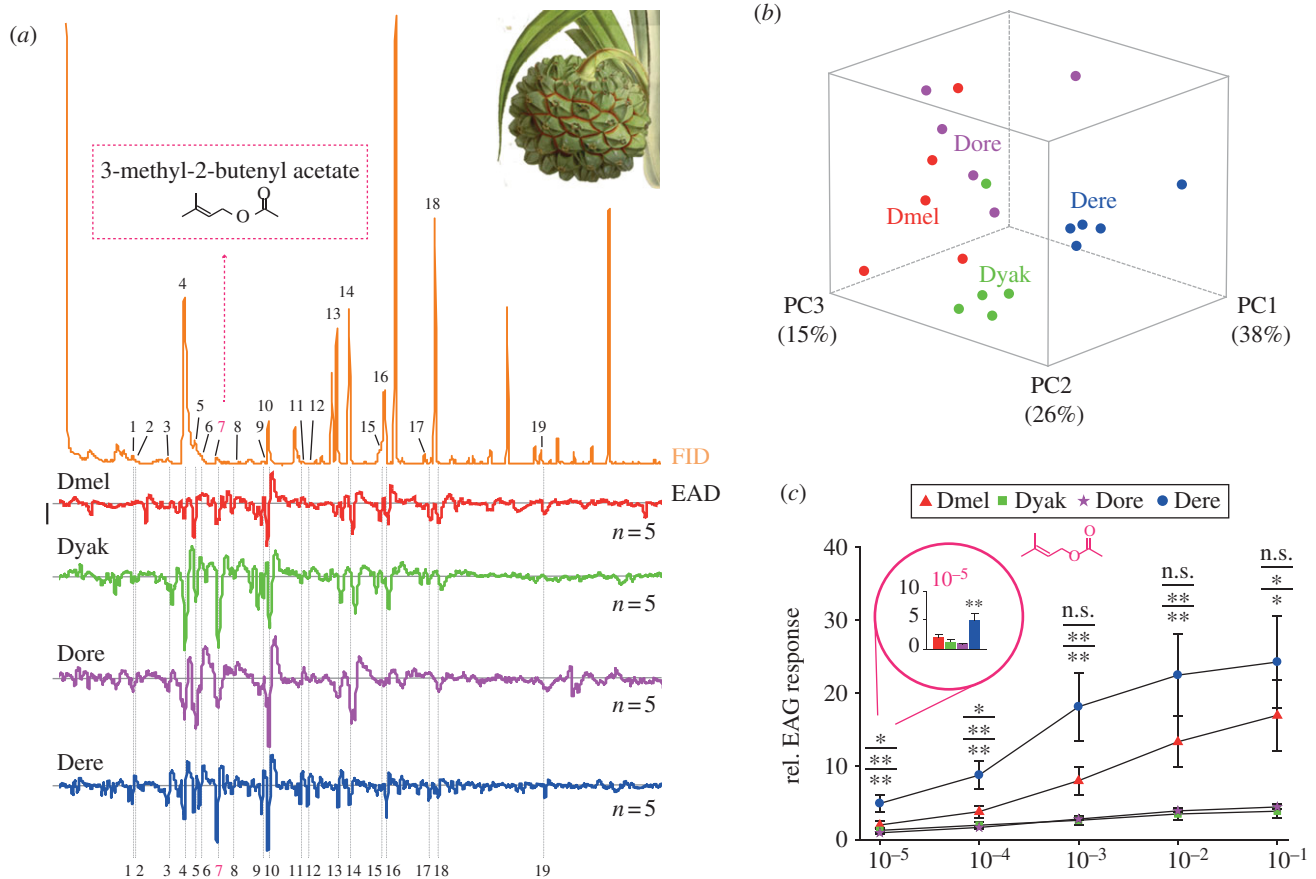 (a)
3-methyl-2-butenyl acetate
O
O
4
18
14
13
16
5
10
1 2 3 6 7 8 9 11 12 15 17 19
FID
EAD
Dmel
n = 5
Dyak
n = 5
Dore
n = 5
Dere
n = 5
1 2 3 4 5 6 7 8 9 10 11 12 13 14 15 16 17 18 19
(b)
Dore
Dmel
Dere
Dyak
PC3
(15%)
PC1
(38%)
PC2
(26%)
(c)
Dmel Dyak Dore Dere
O
O
rel. EAG response
40
30
20
10
0
10⁻⁵
10
5
0
**
*
**
**
*
**
**
n.s.
**
**
n.s.
**
**
n.s.
*
*
10⁻⁵ 10⁻⁴ 10⁻³ 10⁻² 10⁻¹